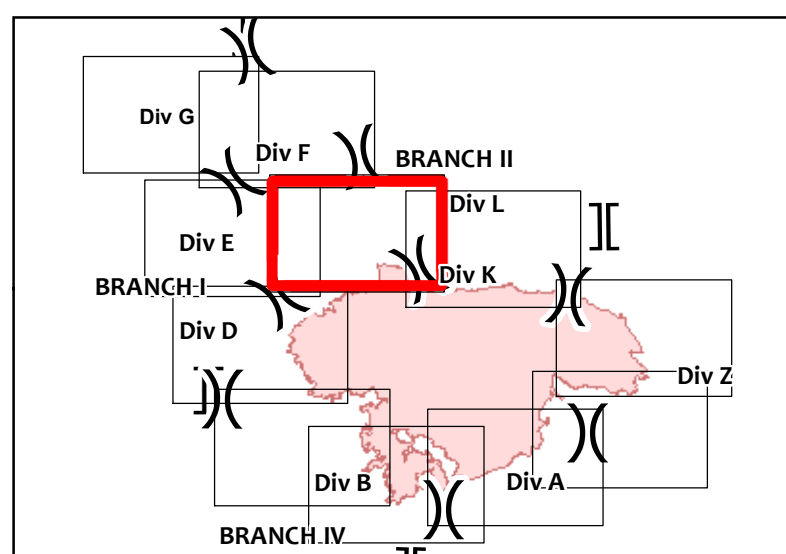 Div G
Div F
BRANCH II
Div L
Div E
Div K
BRANCH I
Div D
Div Z
Div B
Div A
BRANCH IV